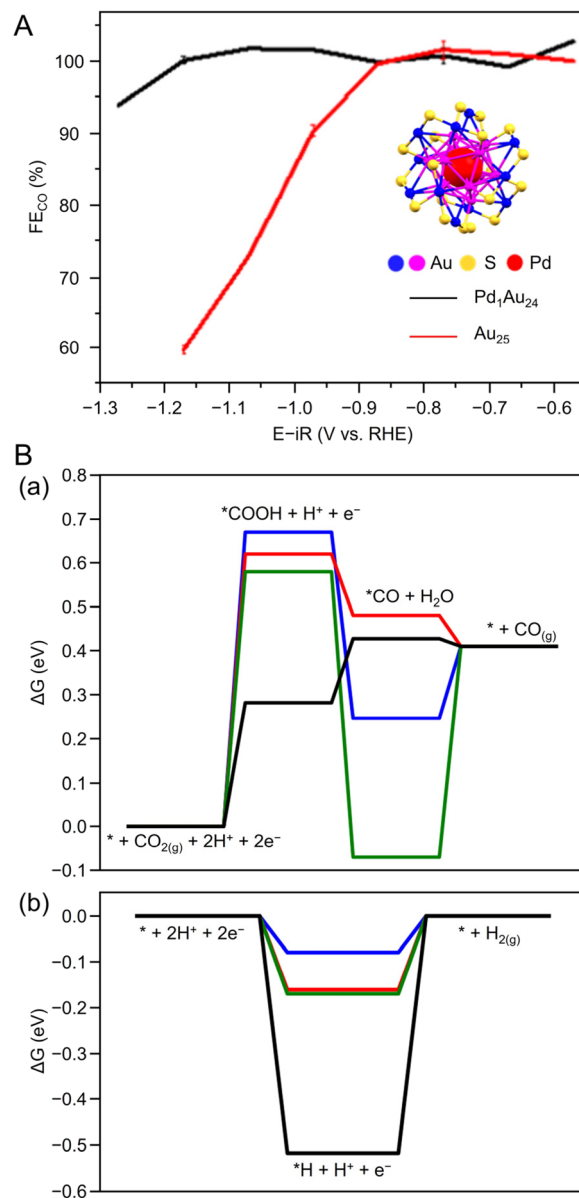 A
100
90
80
70
60
FE_CO (%)
Au S Pd
Pd₁Au₂₄
Au₂₅
−1.3 −1.2 −1.1 −1.0 −0.9 −0.8 −0.7 −0.6
E−iR (V vs. RHE)
B
(a)
0.8
0.7
0.6
0.5
0.4
0.3
0.2
0.1
0.0
−0.1
ΔG (eV)
*COOH + H⁺ + e⁻
*CO + H₂O
* + CO₍g₎
* + CO₂₍g₎ + 2H⁺ + 2e⁻
(b)
0.0
−0.1
−0.2
−0.3
−0.4
−0.5
−0.6
ΔG (eV)
* + 2H⁺ + 2e⁻
* + H₂₍g₎
*H + H⁺ + e⁻